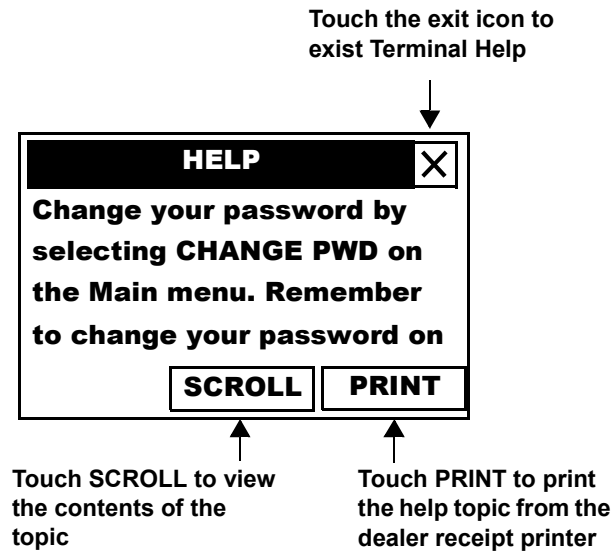 Touch the exit icon to
exist Terminal Help
HELP
X
Change your password by
selecting CHANGE PWD on
the Main menu. Remember
to change your password on
SCROLL PRINT
Touch SCROLL to view
the contents of the
topic
Touch PRINT to print
the help topic from the
dealer receipt printer